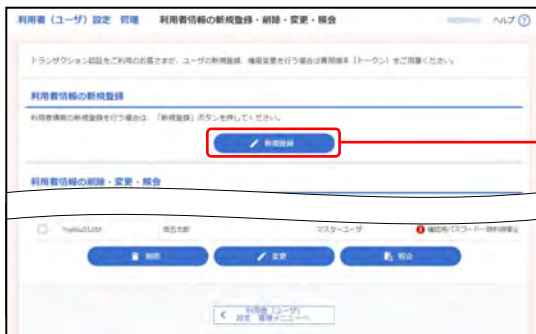 利用者(ユーザ)設定 管理 利用者情報の新規登録・削除・変更・照会
ヘルプ ?
トランザクション認証をご利用のお客さまが、ユーザの新規登録、権限変更を行う場合は専用端末(トークン)をご用意ください。
利用者情報の新規登録
利用者情報の新規登録を行う場合は、「新規登録」ボタンを押してください。
新規登録
利用者情報の削除・変更・照会
マスターユーザ
削除 変更 照会
利用者(ユーザ)
設定 管理メニューへ